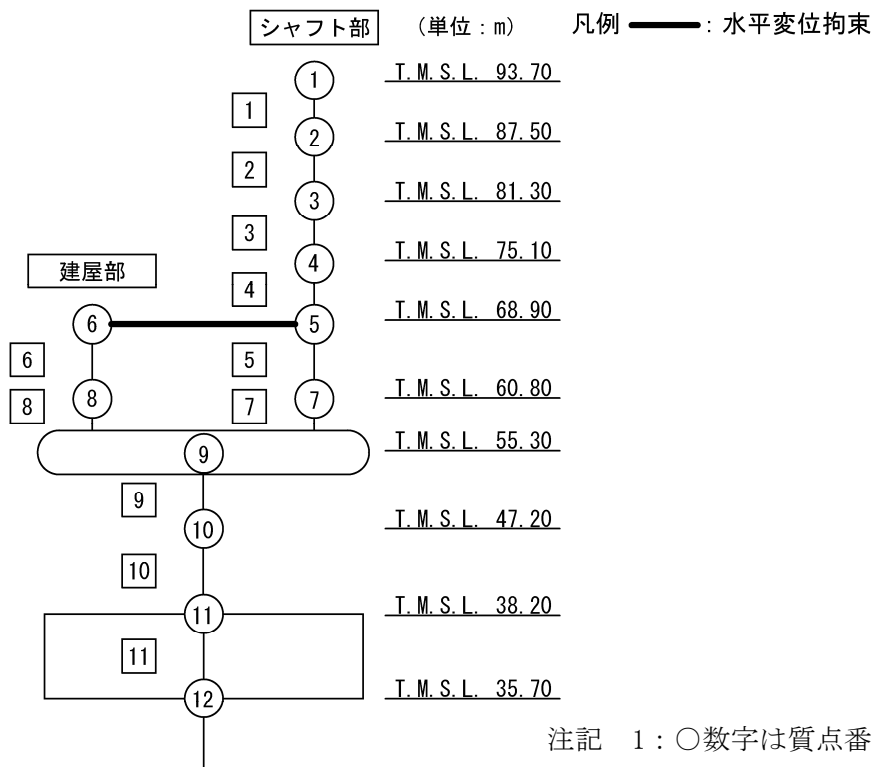 シャフト部 (単位：m) 凡例 ：水平変位拘束
① T.M.S.L. 93.70
1
② T.M.S.L. 87.50
2
③ T.M.S.L. 81.30
3
④ T.M.S.L. 75.10
建屋部
4
⑥ ⑤ T.M.S.L. 68.90
6 5
⑧ ⑦ T.M.S.L. 60.80
8 7
⑨ T.M.S.L. 55.30
9
⑩ T.M.S.L. 47.20
10
⑪ T.M.S.L. 38.20
11
⑫ T.M.S.L. 35.70
注記 1：○数字は質点番